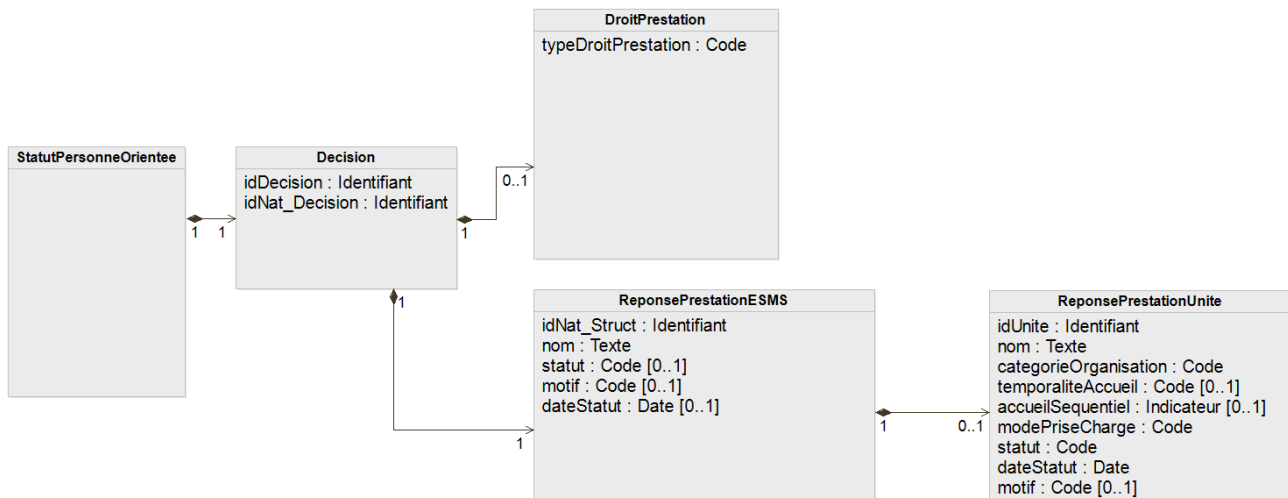 DroitPrestation
typeDroitPrestation : Code
StatutPersonneOrientee
Decision
idDecision : Identifiant
idNat_Decision : Identifiant
0..1
1
1
1
1
ReponsePrestationESMS
idNat_Struct : Identifiant
nom : Texte
statut : Code [0..1]
motif : Code [0..1]
dateStatut : Date [0..1]
1
1
0..1
ReponsePrestationUnite
idUnite : Identifiant
nom : Texte
categorieOrganisation : Code
temporaliteAccueil : Code [0..1]
accueilSequentiel : Indicateur [0..1]
modePriseCharge : Code
statut : Code
dateStatut : Date
motif : Code [0..1]